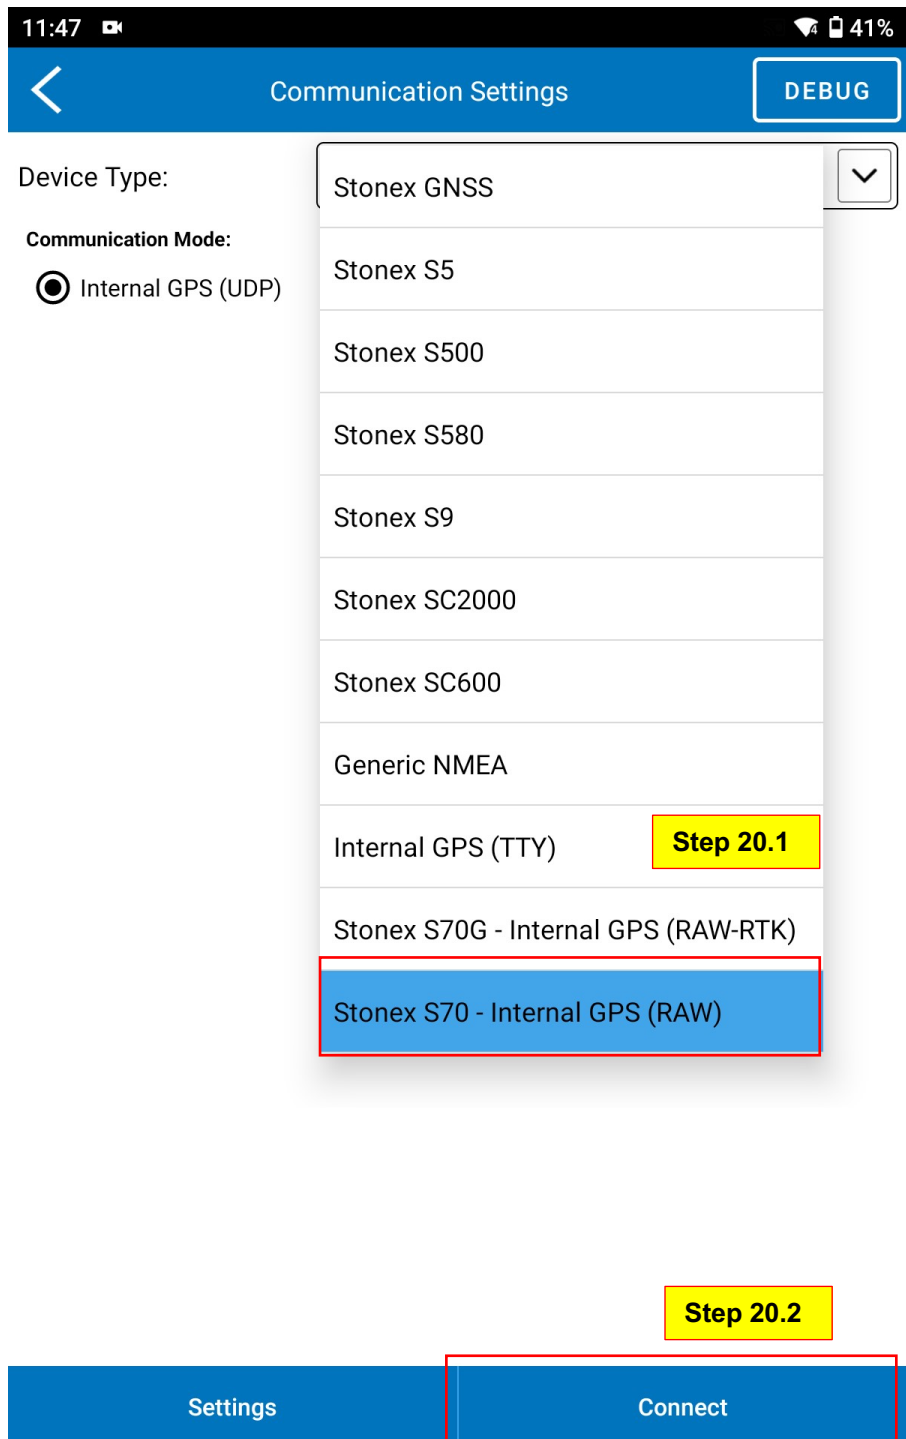 11:47
4 41%
Communication Settings
DEBUG
Device Type:
Communication Mode:
Internal GPS (UDP)
Stonex GNSS
Stonex S5
Stonex S500
Stonex S580
Stonex S9
Stonex SC2000
Stonex SC600
Generic NMEA
Internal GPS (TTY)
Step 20.1
Stonex S70G - Internal GPS (RAW-RTK)
Stonex S70 - Internal GPS (RAW)
Step 20.2
Settings
Connect